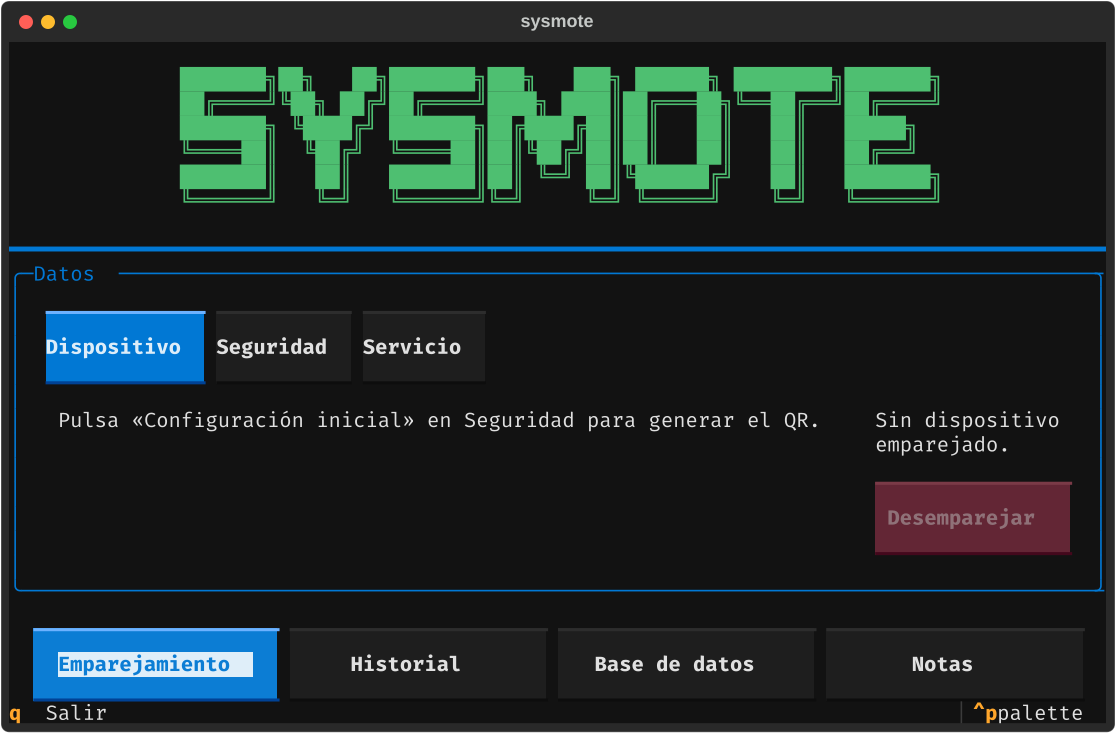 sysmote
SYSMOTE
Datos
Dispositivo Seguridad Servicio
Pulsa «Configuración inicial» en Seguridad para generar el QR.
Sin dispositivo
emparejado.
Desemparejar
Emparejamiento Historial Base de datos Notas
q Salir ^p palette